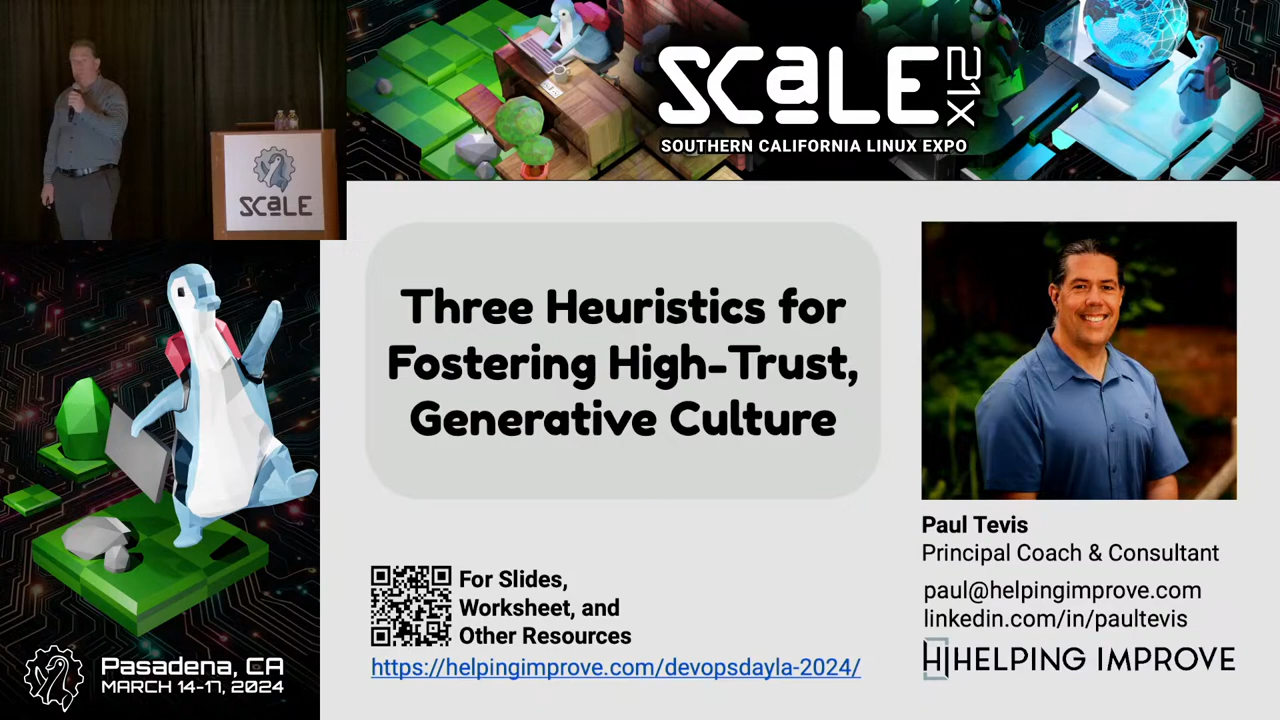 SCALE
21X
SOUTHERN CALIFORNIA LINUX EXPO
SCALE
Three Heuristics for
Fostering High-Trust,
Generative Culture
Paul Tevis
Principal Coach & Consultant
paul@helpingimprove.com
linkedin.com/in/paultevis
HELPING IMPROVE
For Slides,
Worksheet, and
Other Resources
https://helpingimprove.com/devopsdayla-2024/
Pasadena, CA
MARCH 14-17, 2024